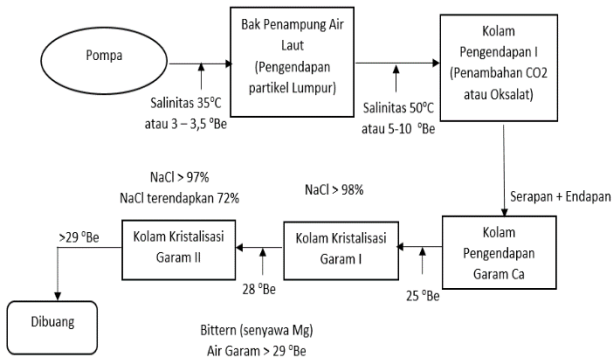 Pompa
Salinitas 35°C
atau 3 – 3,5 °Be
Bak Penampung Air
Laut
(Pengendapan
partikel Lumpur)
Salinitas 50°C
atau 5-10 °Be
Kolam
Pengendapan I
(Penambahan CO2
atau Oksalat)
Serapan + Endapan
Kolam
Pengendapan
Garam Ca
25 °Be
NaCl > 98%
Kolam Kristalisasi
Garam I
28 °Be
NaCl > 97%
NaCl terendapkan 72%
Kolam Kristalisasi
Garam II
>29 °Be
Dibuang
Bittern (senyawa Mg)
Air Garam > 29 °Be